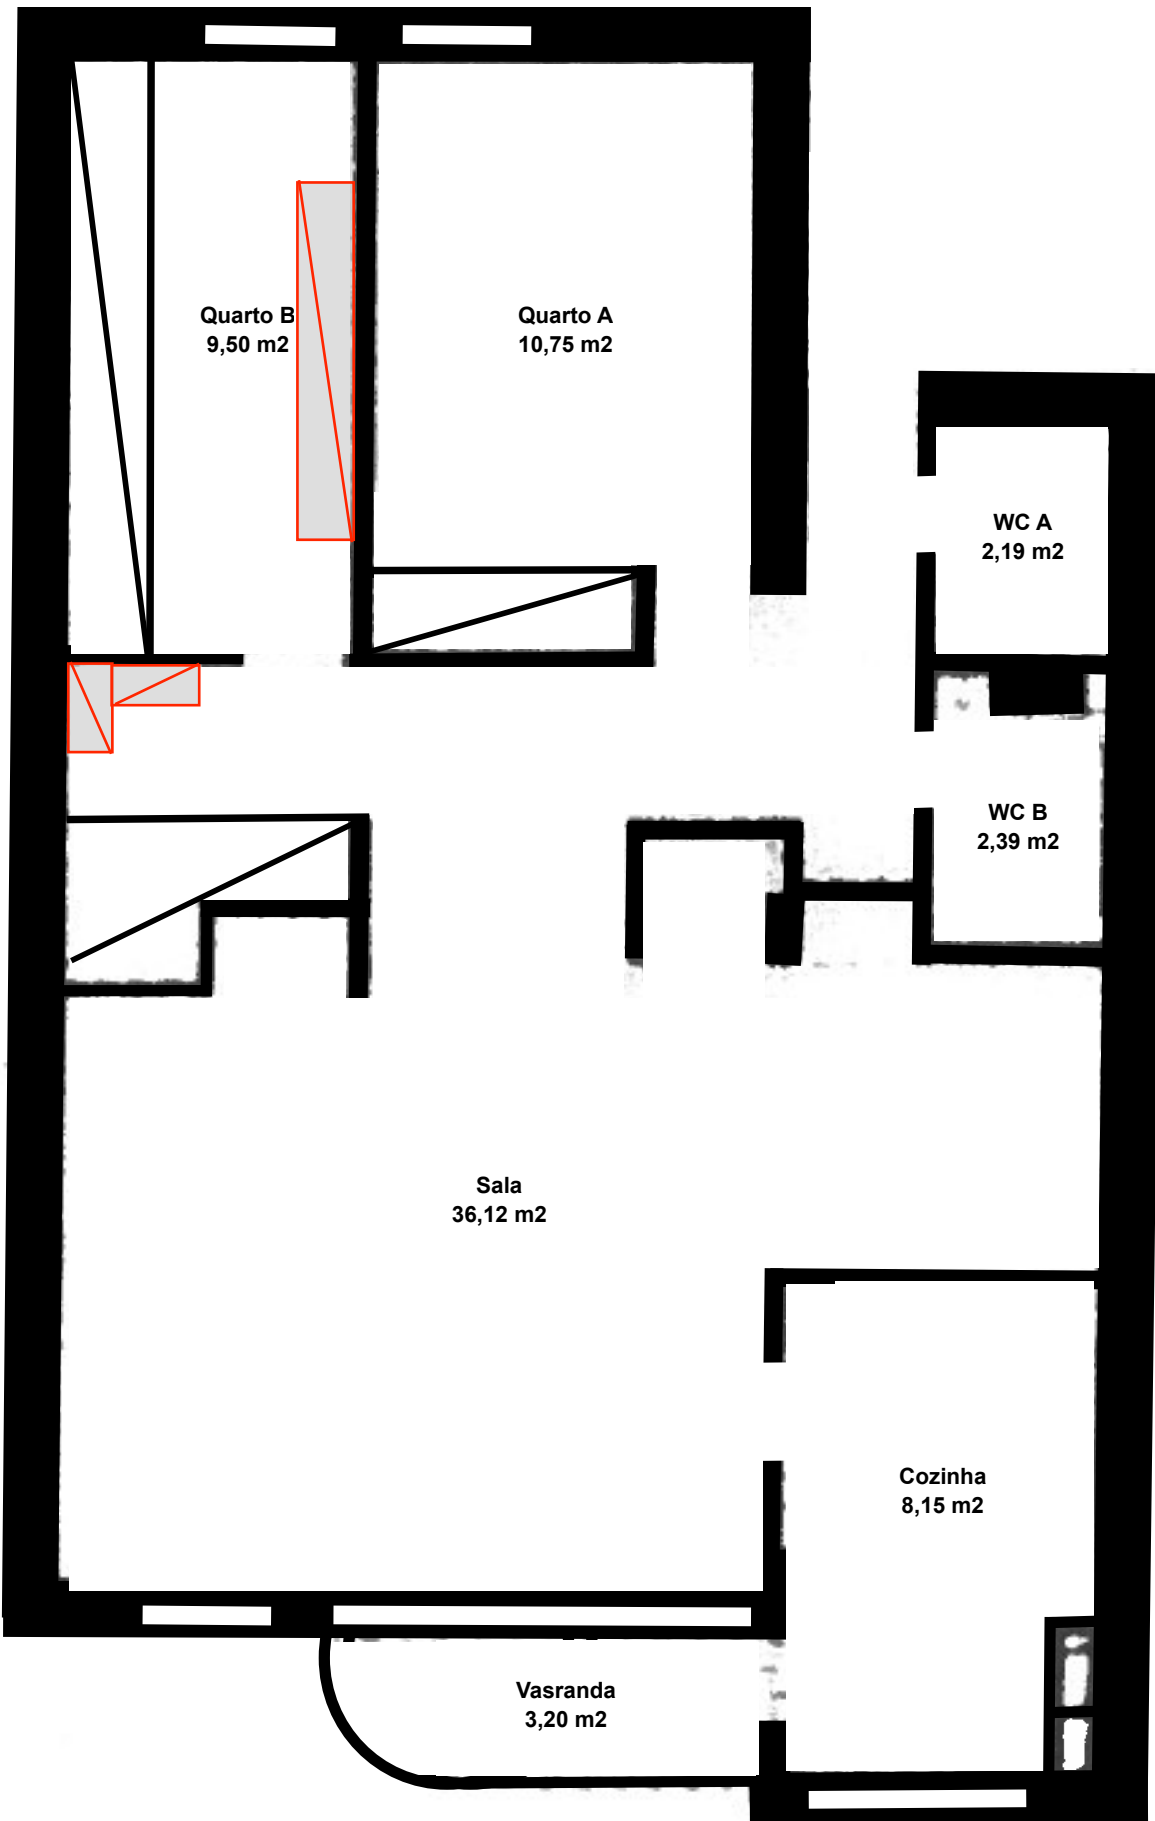 Quarto B
9,50 m2
Quarto A
10,75 m2
WC A
2,19 m2
WC B
2,39 m2
Sala
36,12 m2
Cozinha
8,15 m2
Vasranda
3,20 m2